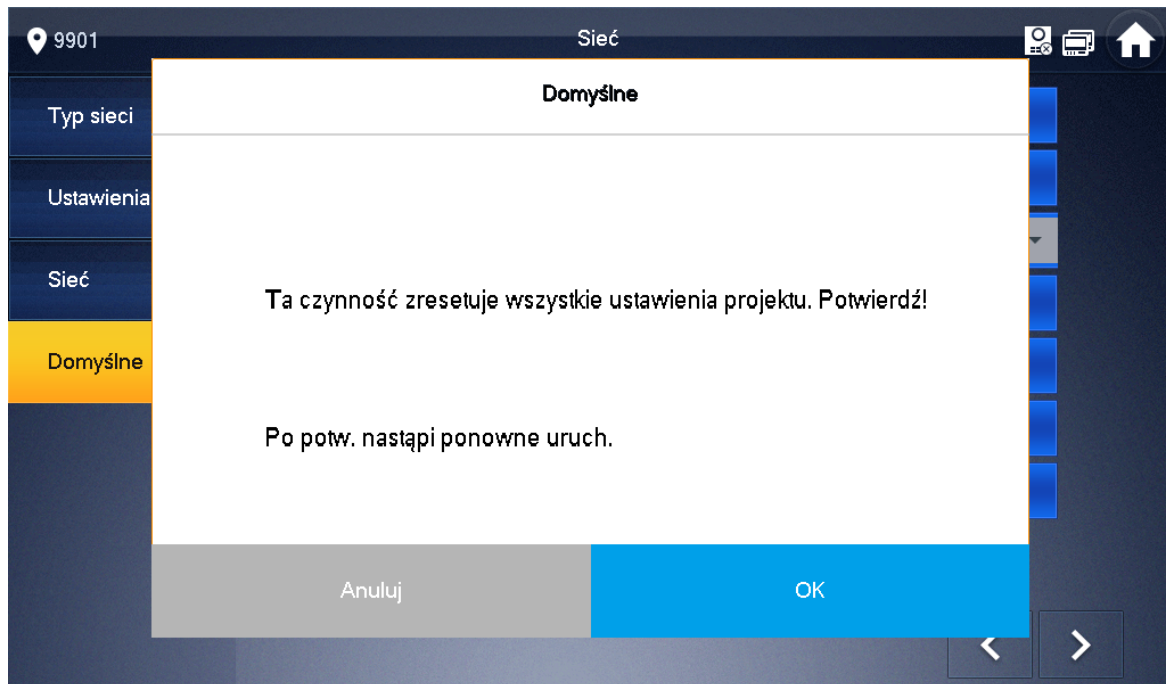 9901
Sieć
Domyślne
Typ sieci
Ustawienia
Sieć
Ta czynność zresetuje wszystkie ustawienia projektu. Potwierdź!
Domyślne
Po potw. nastąpi ponowne uruch.
Anuluj
OK